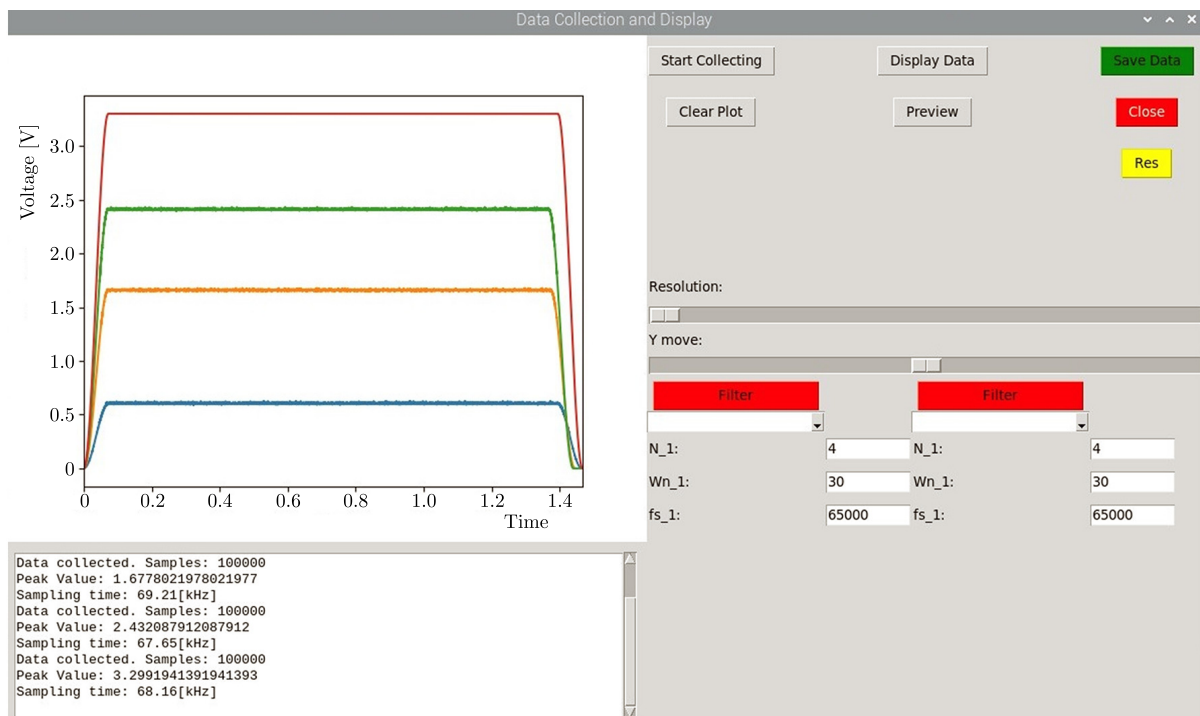 Data Collection and Display
Start Collecting
Display Data
Save Data
Clear Plot
Preview
Close
Res
Voltage [V]
3.0
2.5
2.0
1.5
1.0
0.5
0
0 0.2 0.4 0.6 0.8 1.0 1.2 1.4
Time
Resolution:
Y move:
Filter Filter
N_1: 4 N_1: 4
Wn_1: 30 Wn_1: 30
fs_1: 65000 fs_1: 65000
Data collected. Samples: 100000
Peak Value: 1.6778021978021977
Sampling time: 69.21[kHz]
Data collected. Samples: 100000
Peak Value: 2.432087912087912
Sampling time: 67.65[kHz]
Data collected. Samples: 100000
Peak Value: 3.2991941391941393
Sampling time: 68.16[kHz]